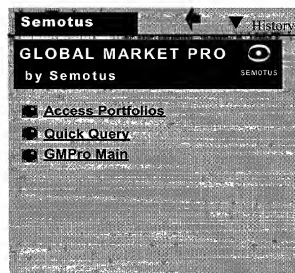 Semotus
History
GLOBAL MARKET PRO
by Semotus
SEMOTUS
Access Portfolios
Quick Query
GMPro Main